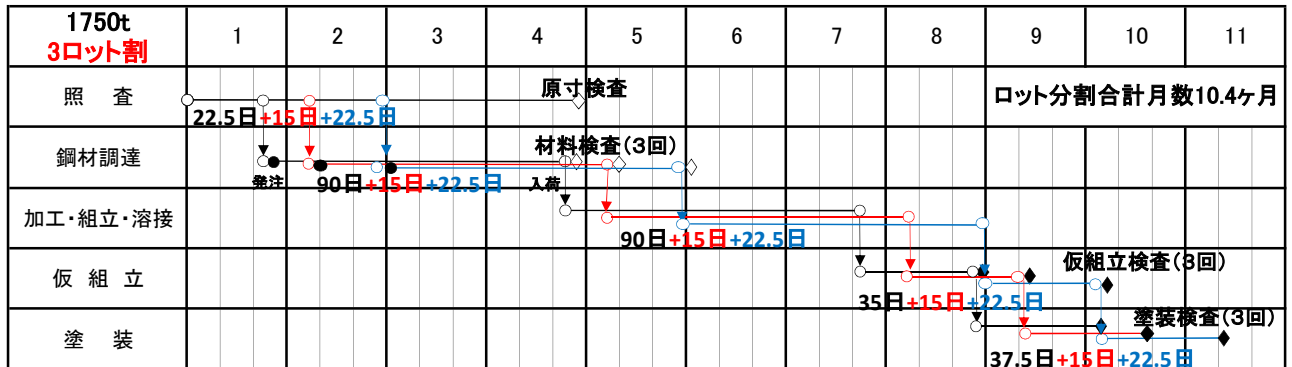 1750t
3ロット割
1 2 3 4 5 6 7 8 9 10 11
照 査
原寸検査
ロット分割合計月数10.4ヶ月
22.5日+15日+22.5日
鋼材調達
材料検査(3回)
発注
90日+15日+22.5日
入荷
加工・組立・溶接
90日+15日+22.5日
仮 組 立
仮組立検査(3回)
35日+15日+22.5日
塗 装
塗装検査(3回)
37.5日+15日+22.5日